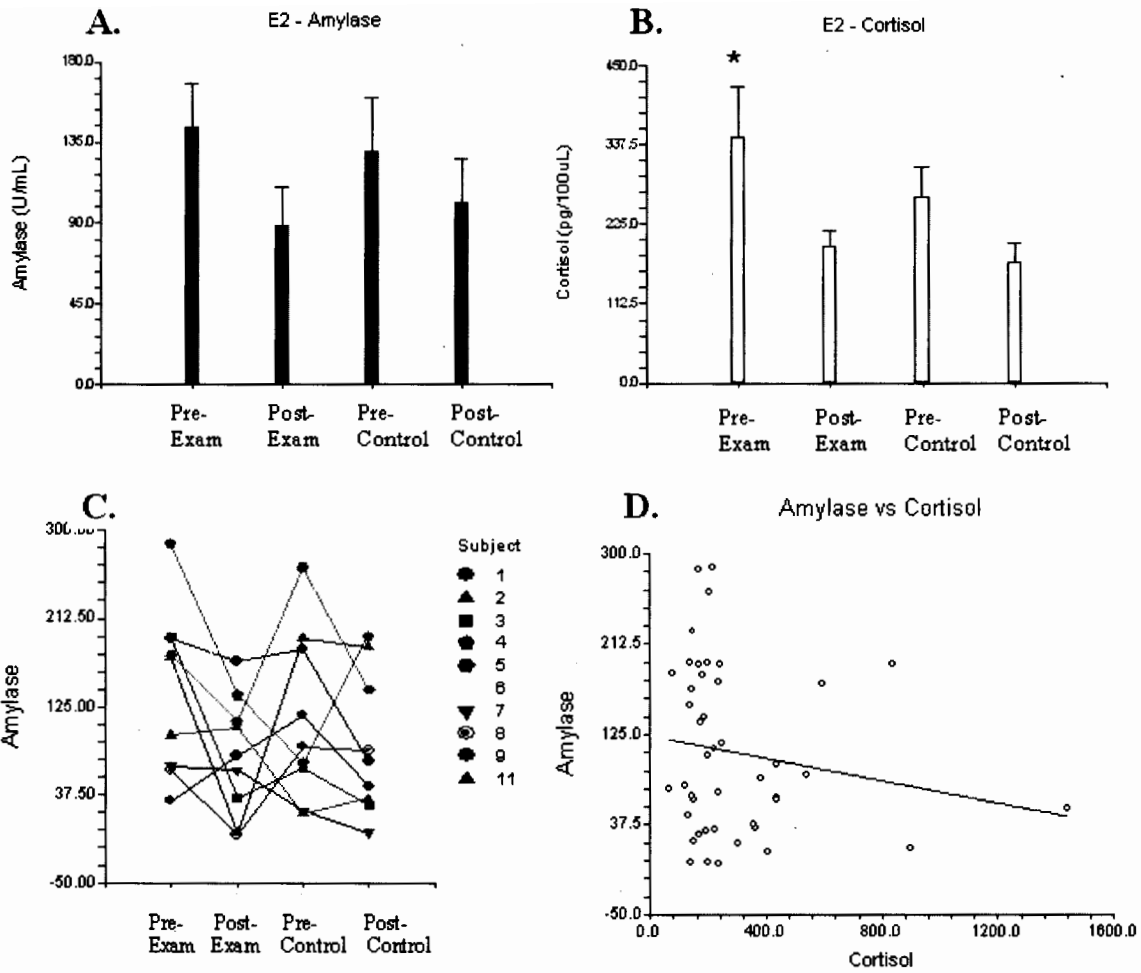 A.
E2 - Amylase
180.0
135.0
90.0
45.0
0.0
Amylase (U/mL)
Pre-
Exam
Post-
Exam
Pre-
Control
Post-
Control
B.
E2 - Cortisol
*
450.0
337.5
225.0
112.5
0.0
Cortisol (pg/100uL)
Pre-
Exam
Post-
Exam
Pre-
Control
Post-
Control
C.
212.50
125.00
37.50
-50.00
Amylase
Pre-
Exam
Post-
Exam
Pre-
Control
Post-
Control
Subject
1
2
3
4
5
6
7
8
9
11
D.
Amylase vs Cortisol
300.0
212.5
125.0
37.5
-50.0
Amylase
0.0
400.0
800.0
1200.0
1600.0
Cortisol